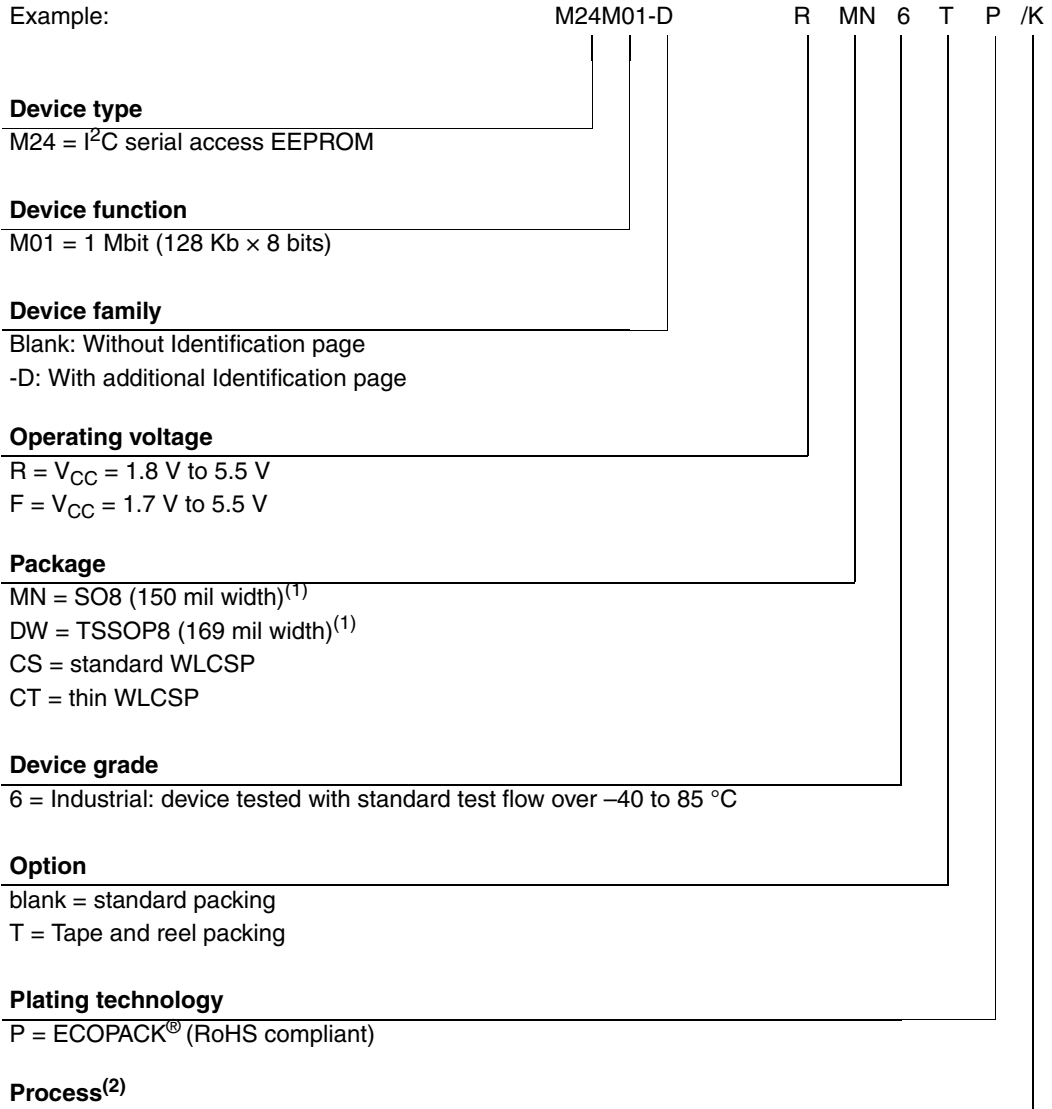 Example: M24M01-D R MN 6 T P /K
Device type
M24 = I²C serial access EEPROM
Device function
M01 = 1 Mbit (128 Kb × 8 bits)
Device family
Blank: Without Identification page
-D: With additional Identification page
Operating voltage
R = V_CC = 1.8 V to 5.5 V
F = V_CC = 1.7 V to 5.5 V
Package
MN = SO8 (150 mil width)(1)
DW = TSSOP8 (169 mil width)(1)
CS = standard WLCSP
CT = thin WLCSP
Device grade
6 = Industrial: device tested with standard test flow over –40 to 85 °C
Option
blank = standard packing
T = Tape and reel packing
Plating technology
P = ECOPACK® (RoHS compliant)
Process(2)